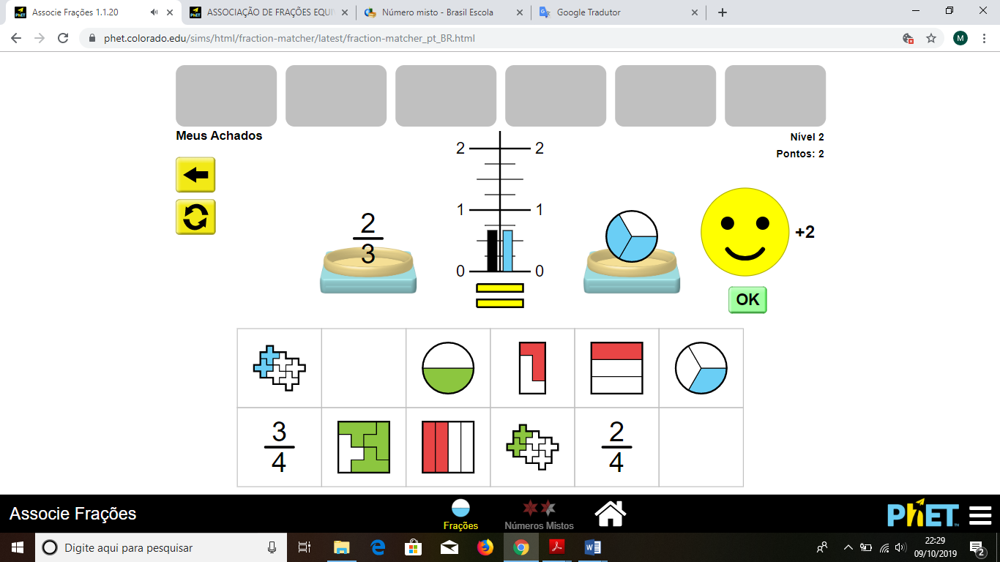 Associe Frações 1.1.20
ASSOCIAÇÃO DE FRAÇÕES EQUI
Número misto - Brasil Escola
Google Tradutor
phet.colorado.edu/sims/html/fraction-matcher/latest/fraction-matcher_pt_BR.html
M
Meus Achados
Nível 2
Pontos: 2
2 2
1 1
0 0
2
3
+2
OK
3
4
2
4
Associe Frações
Frações
Números Mistos
PhET
Digite aqui para pesquisar
22:29
09/10/2019
2